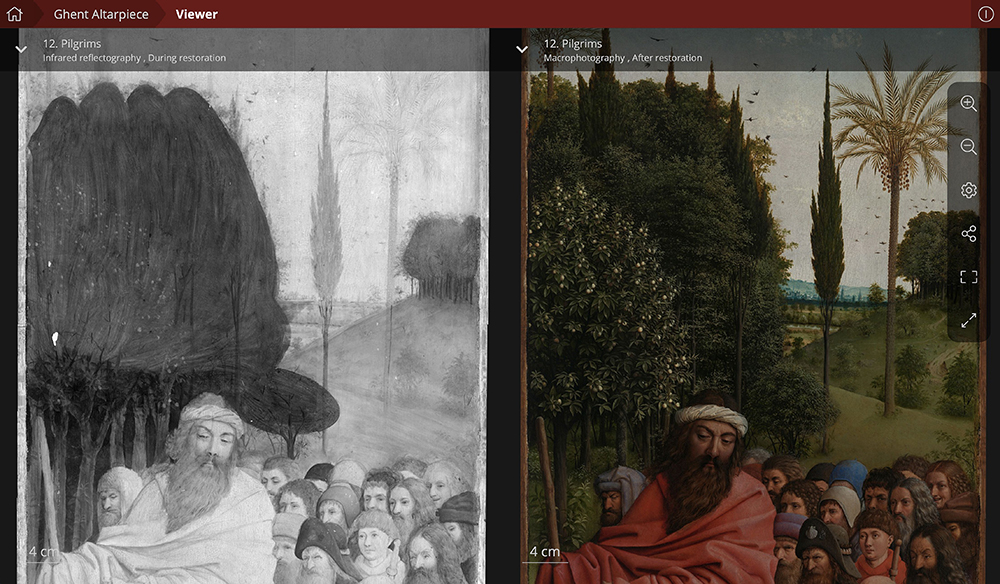 Ghent Altarpiece
Viewer
12. Pilgrims
Infrared reflectography , During restoration
12. Pilgrims
Macrophotography , After restoration
4 cm
4 cm